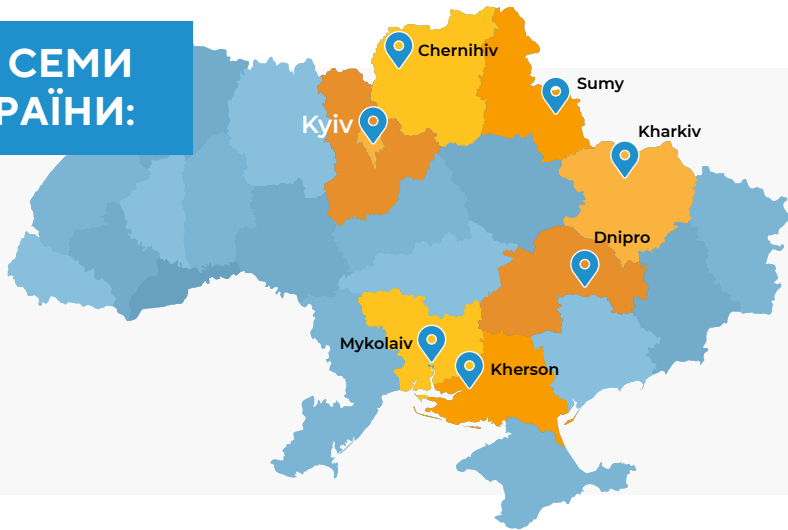 СЕМИ
РАЇНИ:
Chernihiv
Sumy
Kyiv
Kharkiv
Dnipro
Mykolaiv
Kherson